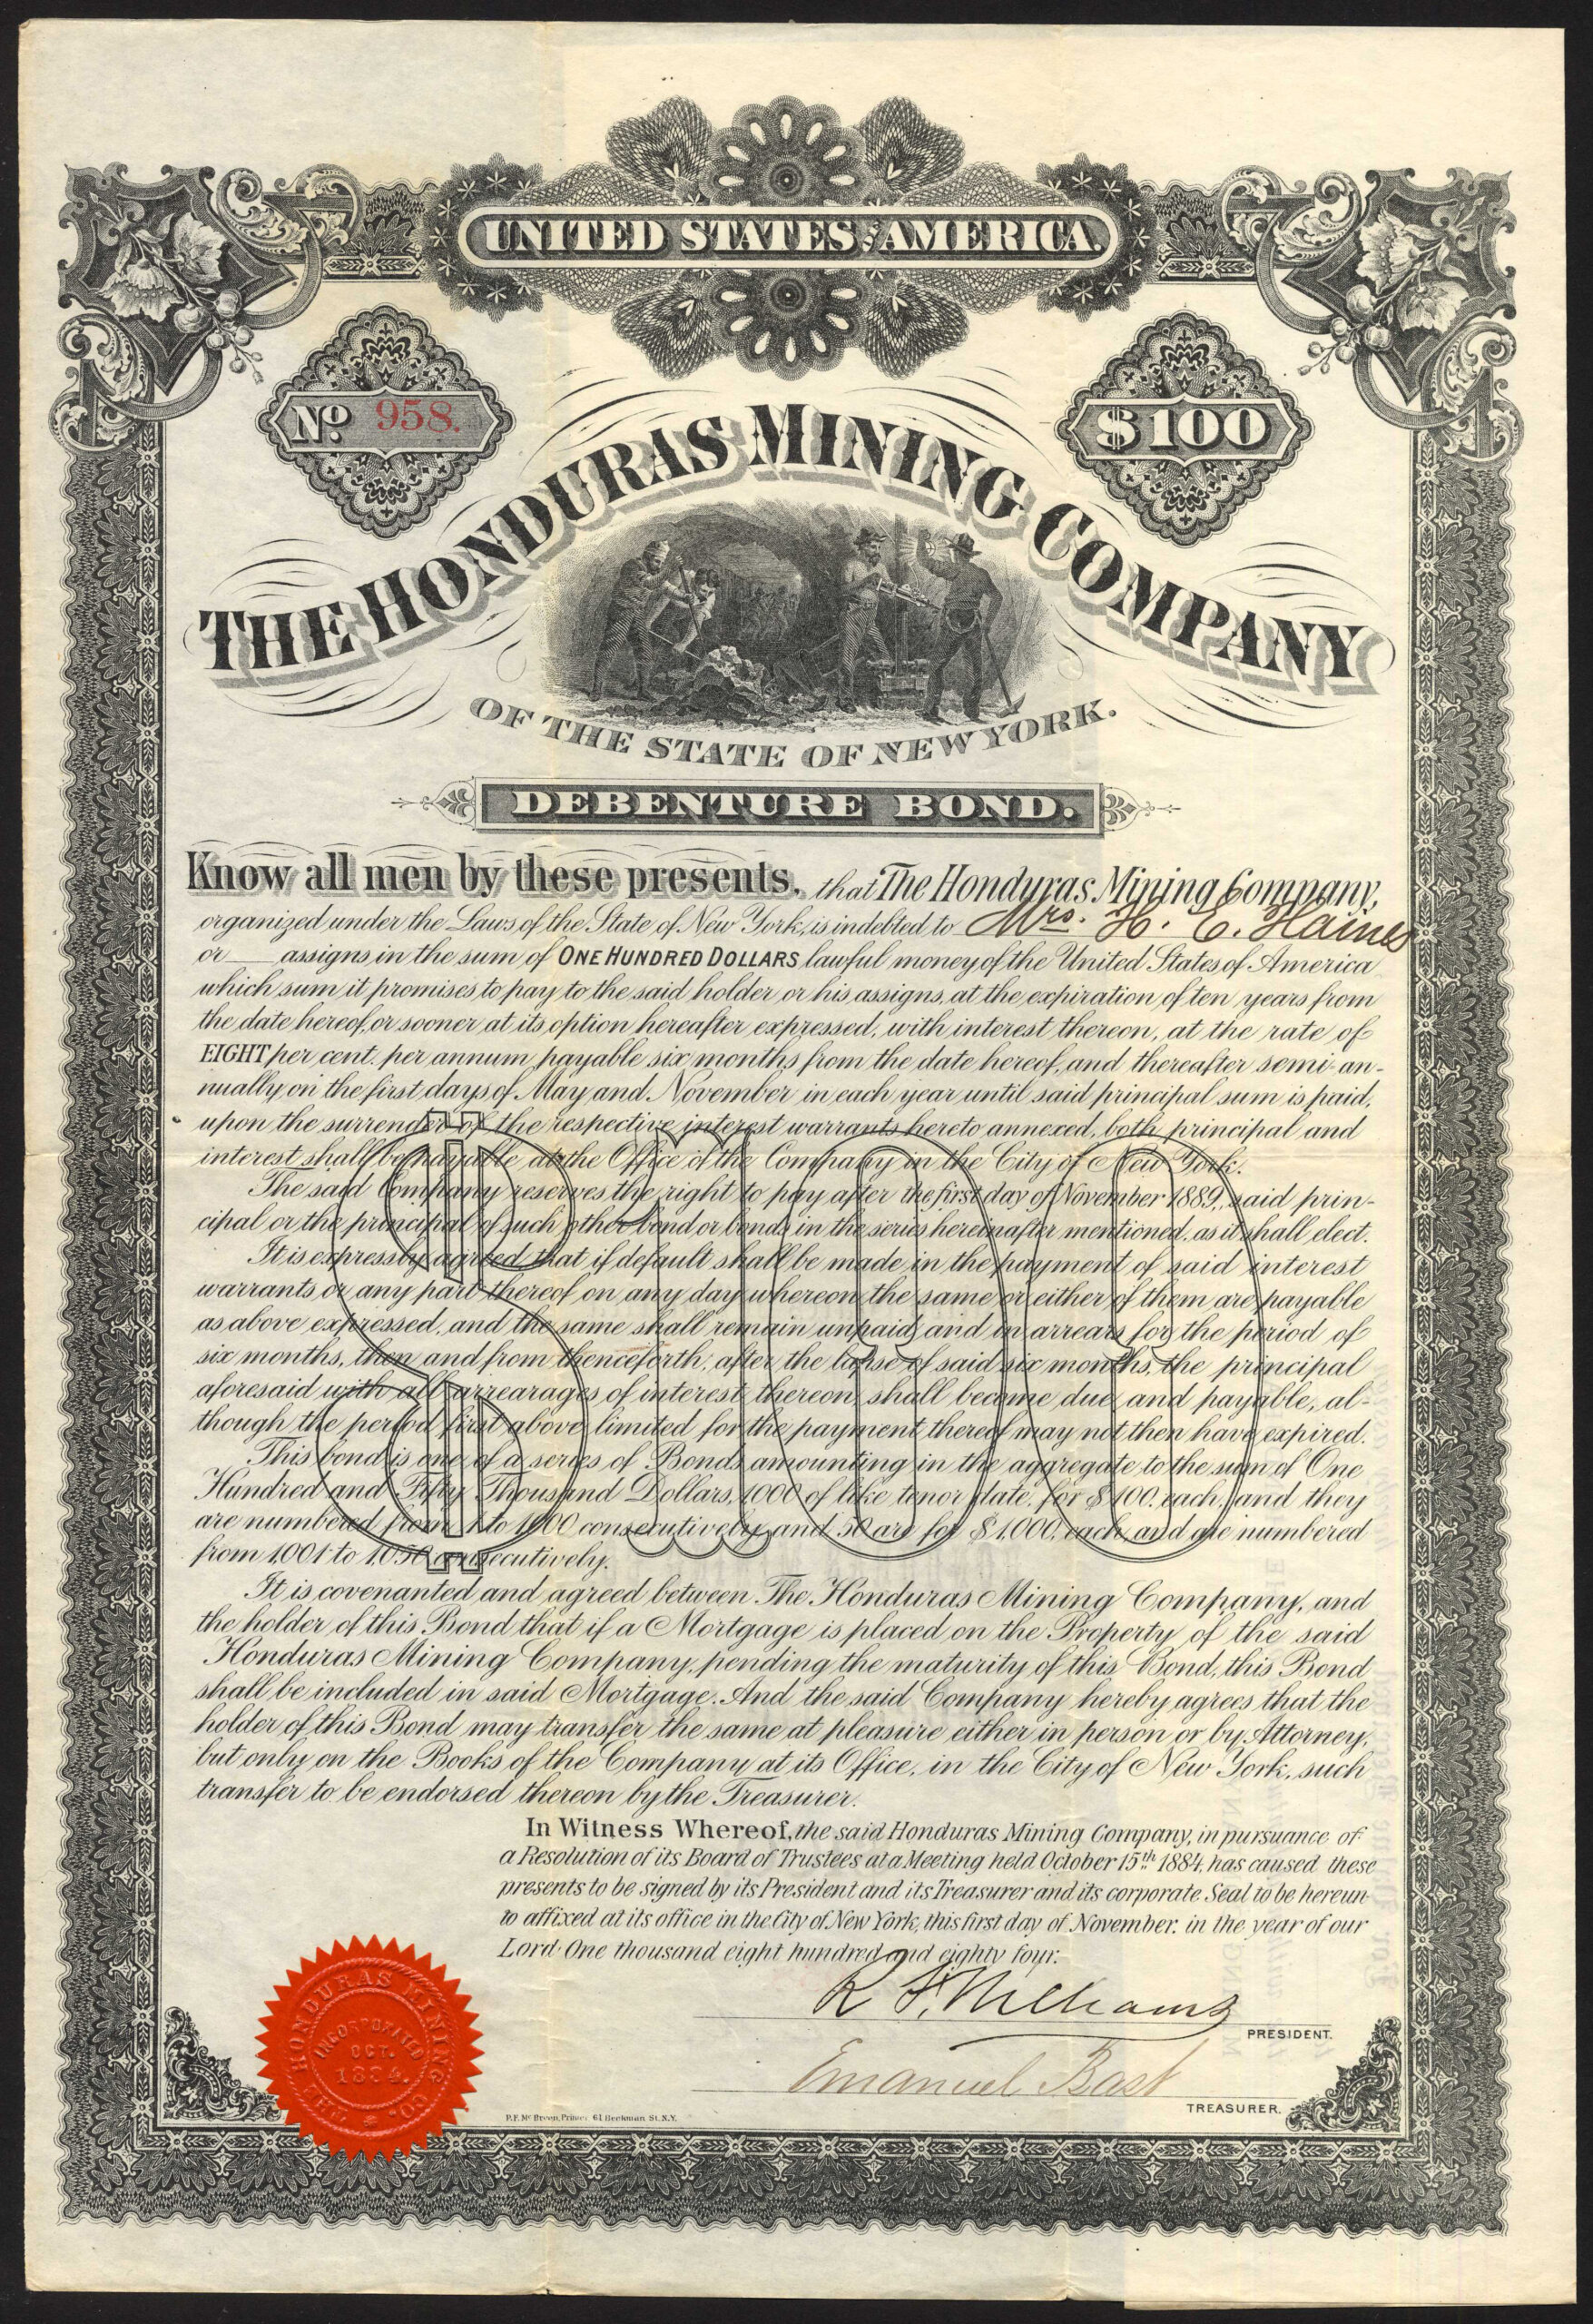 UNITED STATES OF AMERICA.
No. 958.
$100
THE HONDURAS MINING COMPANY
OF THE STATE OF NEW YORK.
DEBENTURE BOND.
Know all men by these presents, that The Honduras Mining Company,
organized under the Laws of the State of New York, is indebted to Mrs. H. E. Haines
or assigns in the sum of ONE HUNDRED DOLLARS lawful money of the United States of America
which sum it promises to pay to the said holder or his assigns, at the expiration of ten years from
the date hereof, or sooner at its option hereafter expressed, with interest thereon, at the rate of
EIGHT per cent. per annum payable six months from the date hereof, and thereafter semi-an-
nually on the first days of May and November in each year until said principal sum is paid,
upon the surrender of the respective interest warrants hereto annexed, both principal and
interest shall be payable at the Office of the Company in the City of New York.
The said Company reserves the right to pay after the first day of November 1889, said prin-
cipal or the principal of such other bond or bonds in the series hereinafter mentioned, as it shall elect.
It is expressly agreed that if default shall be made in the payment of said interest
warrants or any part thereof on any day whereon the same or either of them are payable
as above expressed, and the same shall remain unpaid and in arrears for the period of
six months, then and from thenceforth, after the lapse of said six months, the principal
aforesaid with all arrearages of interest thereon shall become due and payable, al-
though the period first above limited for the payment thereof may not then have expired.
This bond is one of a series of Bonds amounting in the aggregate to the sum of One
Hundred and Fifty Thousand Dollars, 1000 of like tenor date, for $100. each, and they
are numbered from 1 to 1000 consecutively, and 50 are for $1,000, each, and are numbered
from 1001 to 1,050 consecutively.
$100
It is covenanted and agreed between The Honduras Mining Company, and
the holder of this Bond that if a Mortgage is placed on the Property of the said
Honduras Mining Company, pending the maturity of this Bond, this Bond
shall be included in said Mortgage. And the said Company hereby agrees that the
holder of this Bond may transfer the same at pleasure either in person or by Attorney,
but only on the Books of the Company at its Office, in the City of New York, such
transfer to be endorsed thereon by the Treasurer.
In Witness Whereof, the said Honduras Mining Company, in pursuance of
a Resolution of its Board of Trustees at a Meeting held October 15th 1884, has caused these
presents to be signed by its President and its Treasurer and its corporate Seal to be hereun-
to affixed at its office in the City of New York, this first day of November, in the year of our
Lord One thousand eight hundred and eighty four.
R. F. Williams
PRESIDENT.
Emanuel Bast
TREASURER.
THE HONDURAS MINING CO.
INCORPORATED
OCT.
1884.
P.F. McBreen, Printer 61 Beekman St. N.Y.